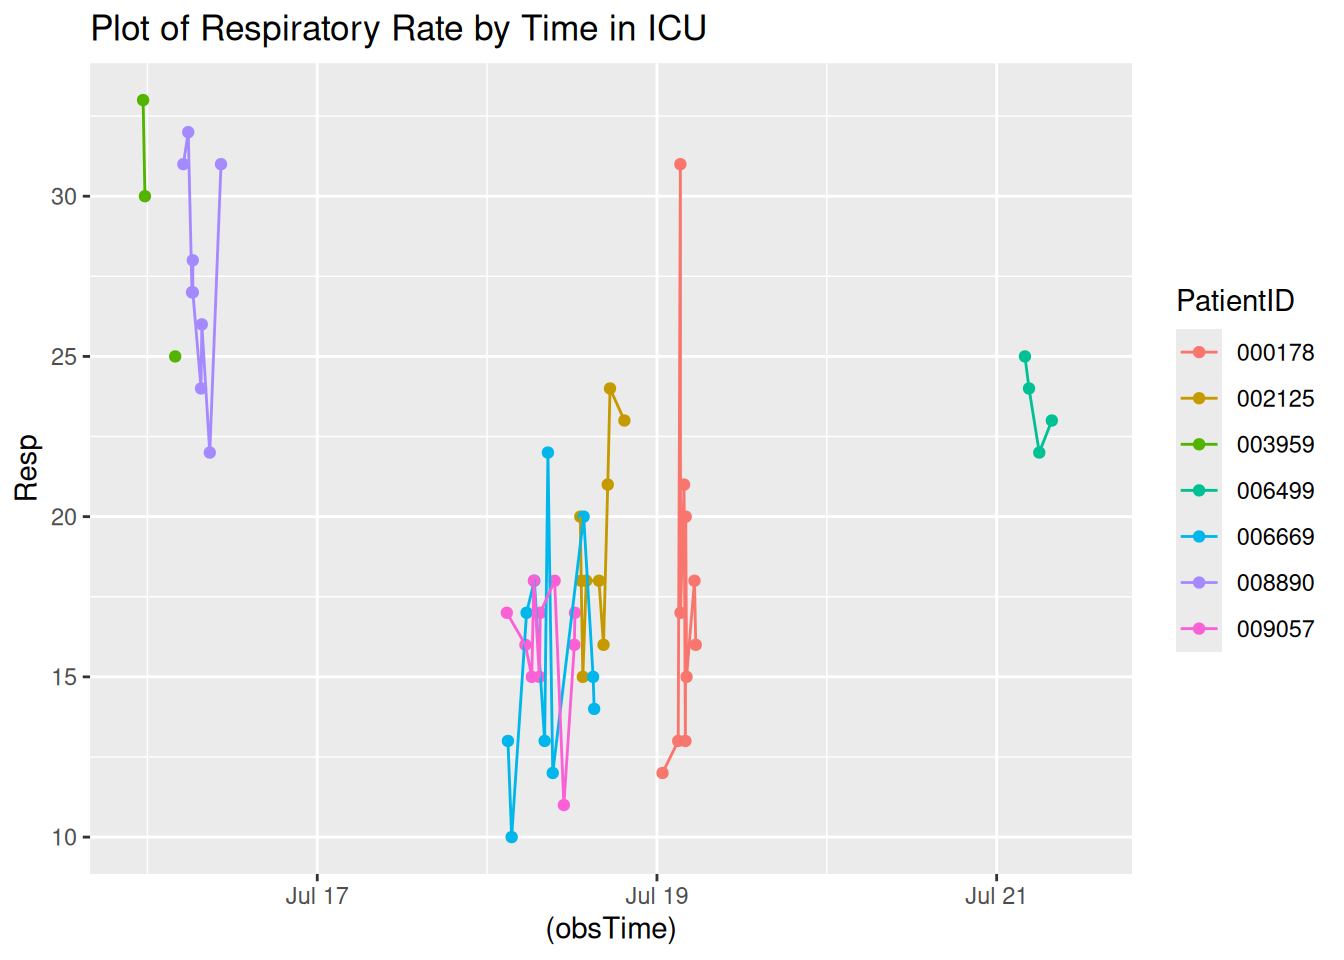 Plot of Respiratory Rate by Time in ICU
Resp
30
25
20
15
10
Jul 17
Jul 19
Jul 21
(obsTime)
PatientID
000178
002125
003959
006499
006669
008890
009057